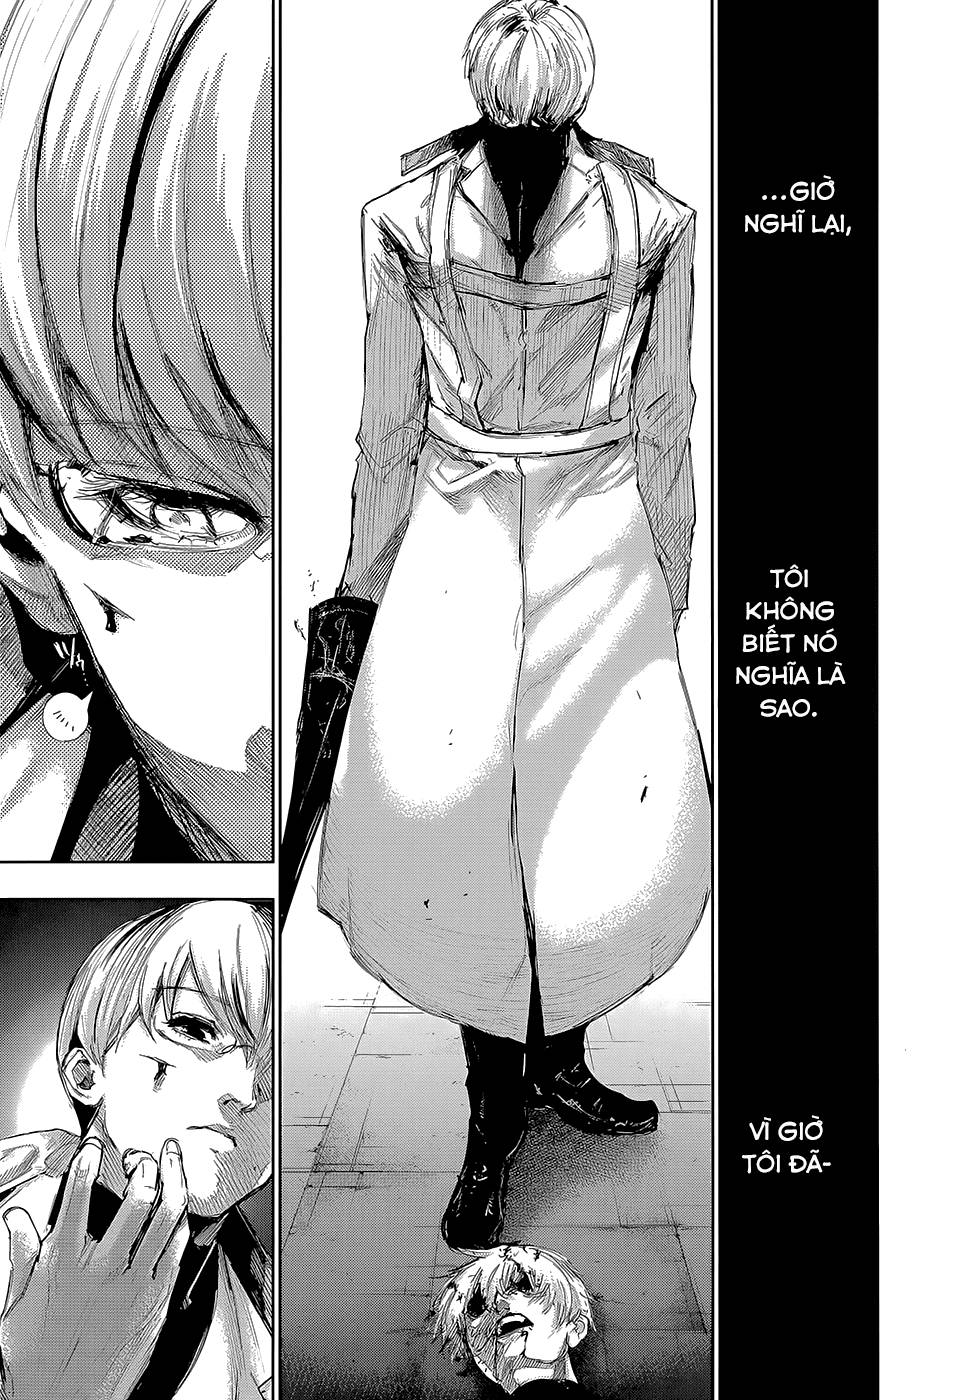 ...GIỜ
NGHĨ LẠI,
TÔI
KHÔNG
BIẾT NÓ
NGHĨA LÀ
SAO.
VÌ GIỜ
TÔI ĐÃ-